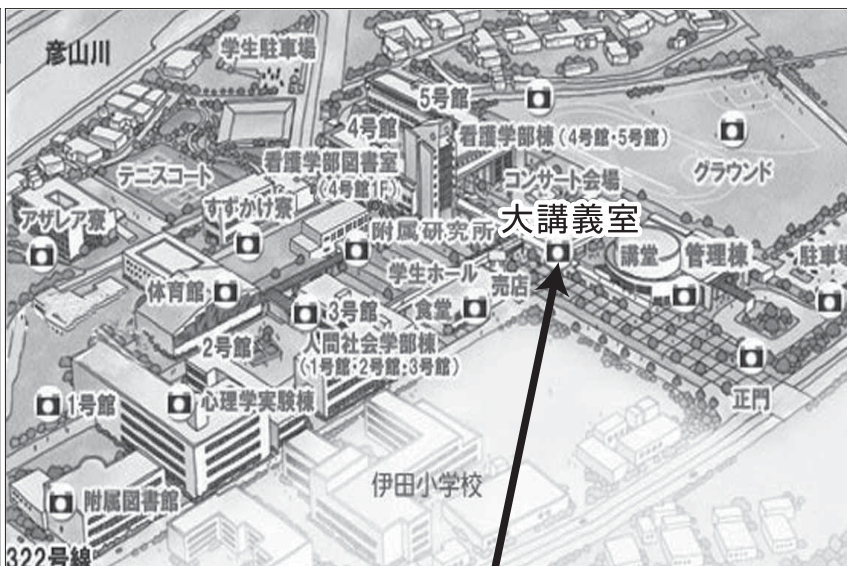 彦山川
学生駐車場
5号館
4号館
看護学部棟(4号館・5号館)
看護学部図書室
(4号館1F)
テニスコート
コンサート会場
グラウンド
アザレア寮
すずかけ寮
附属研究所
大講義室
講堂
管理棟
駐車場
学生ホール
売店
体育館
3号館
食堂
2号館
人間社会学部棟
(1号館・2号館・3号館)
1号館
心理学実験棟
正門
伊田小学校
附属図書館
322号線